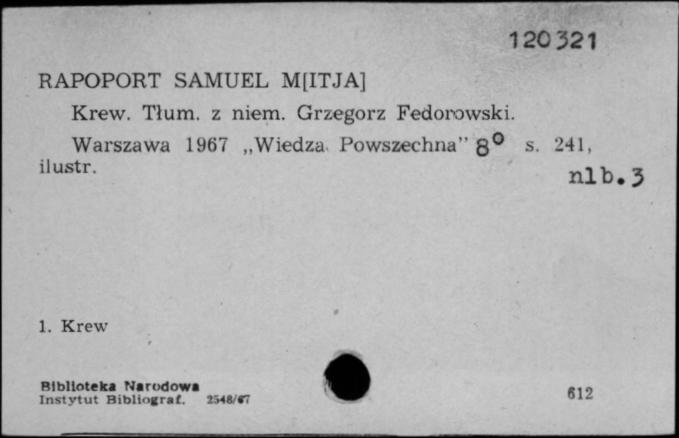 120321
RAPOPORT SAMUEL M[ITJA]
Krew. Tłum. z niem. Grzegorz Fedorowski.
Warszawa 1967 „Wiedza Powszechna” 8° s. 241,
ilustr.
nlb. 3
1. Krew
Biblioteka Narodowa
Instytut Bibliograf. 2548/67
612